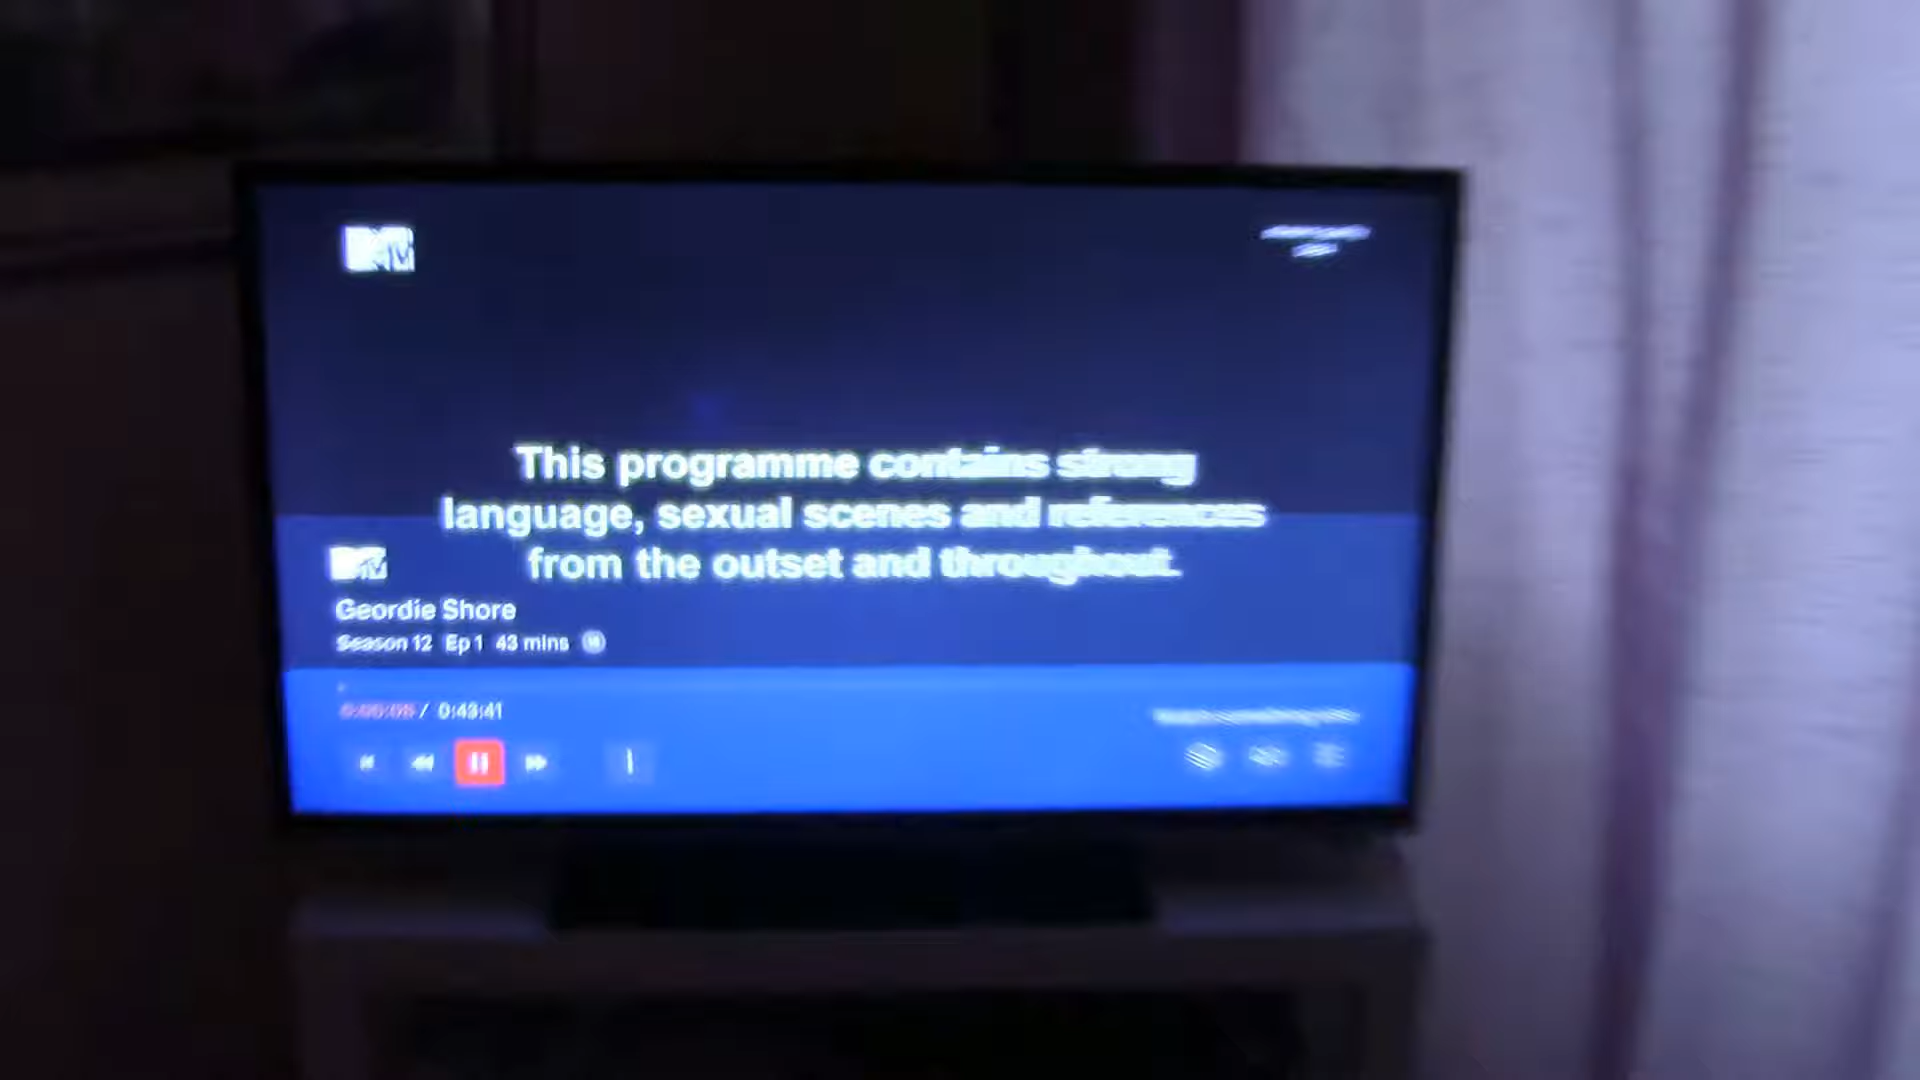 MTV
This programme contains strong
language, sexual scenes and references
from the outset and throughout.
MTV
Geordie Shore
Season 12 Ep 1 43 mins
/ 0:43:41